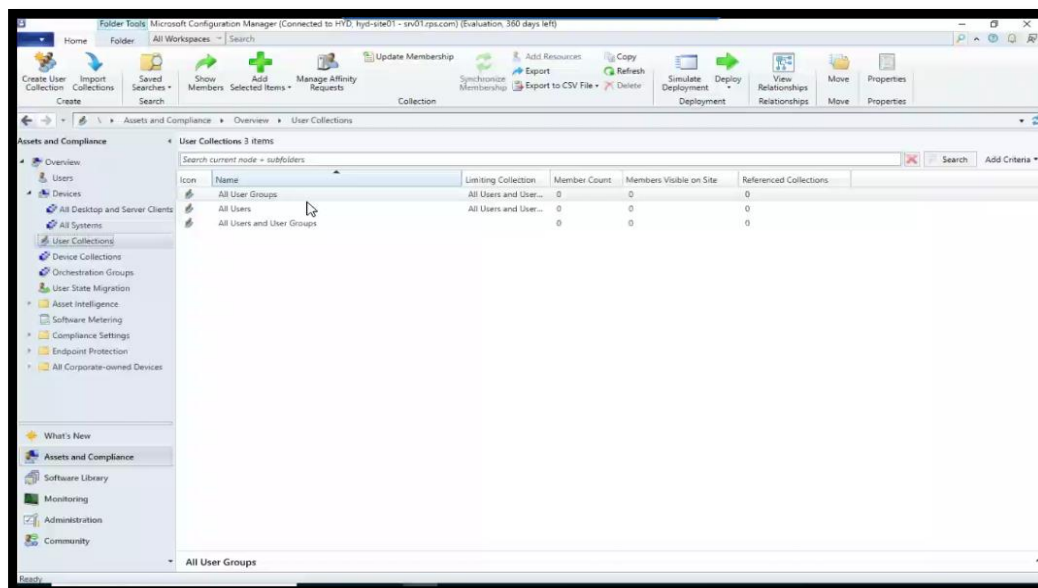 Folder Tools Microsoft Configuration Manager (Connected to HYD, hyd-site01 - srv01.rps.com) (Evaluation, 360 days left)
Home Folder All Workspaces Search
Create User Collection Import Collections Saved Searches Show Members Add Selected Items Manage Affinity Requests Update Membership Synchronize Membership Add Resources Export Export to CSV File Copy Refresh Delete Simulate Deployment Deploy View Relationships Move Properties
Create Search Collection Deployment Relationships Move Properties
\ Assets and Compliance Overview User Collections
Assets and Compliance
Overview
Users
Devices
All Desktop and Server Clients
All Systems
User Collections
Device Collections
Orchestration Groups
User State Migration
Asset Intelligence
Software Metering
Compliance Settings
Endpoint Protection
All Corporate-owned Devices
What's New
Assets and Compliance
Software Library
Monitoring
Administration
Community
User Collections 3 items
Search current node + subfolders Search Add Criteria
Icon Name Limiting Collection Member Count Members Visible on Site Referenced Collections
All User Groups All Users and User... 0 0 0
All Users All Users and User... 0 0 0
All Users and User Groups 0 0 0
All User Groups
Ready